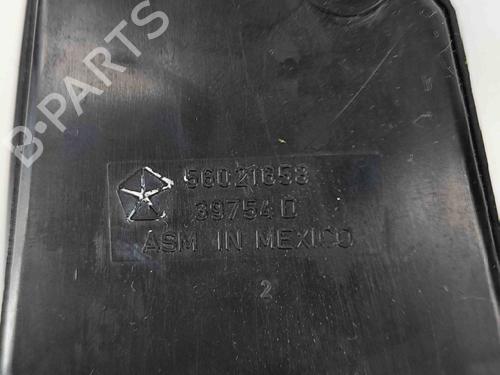 B-PARTS
56021658
39754 D
ASM IN MEXICO
2